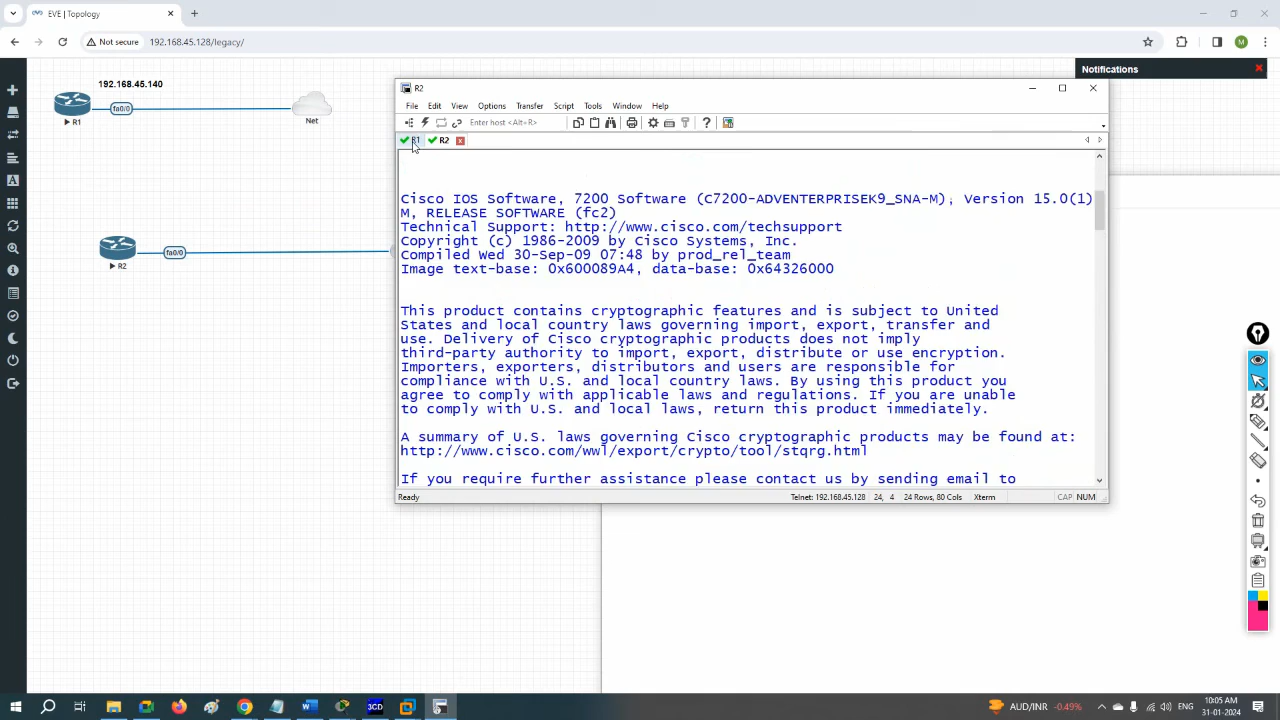 EVE | Topology
Not secure
192.168.45.128/legacy/
Notifications
192.168.45.140
fa0/0
R1
Net
fa0/0
R2
R2
File Edit View Options Transfer Script Tools Window Help
Enter host <Alt+R>
R1
R2
Cisco IOS Software, 7200 Software (C7200-ADVENTERPRISEK9_SNA-M), Version 15.0(1)
M, RELEASE SOFTWARE (fc2)
Technical Support: http://www.cisco.com/techsupport
Copyright (c) 1986-2009 by Cisco Systems, Inc.
Compiled Wed 30-Sep-09 07:48 by prod_rel_team
Image text-base: 0x600089A4, data-base: 0x64326000
This product contains cryptographic features and is subject to United
States and local country laws governing import, export, transfer and
use. Delivery of Cisco cryptographic products does not imply
third-party authority to import, export, distribute or use encryption.
Importers, exporters, distributors and users are responsible for
compliance with U.S. and local country laws. By using this product you
agree to comply with applicable laws and regulations. If you are unable
to comply with U.S. and local laws, return this product immediately.
A summary of U.S. laws governing Cisco cryptographic products may be found at:
http://www.cisco.com/wwl/export/crypto/tool/stqrg.html
If you require further assistance please contact us by sending email to
Ready
Telnet: 192.168.45.128
24, 4
24 Rows, 80 Cols
Xterm
CAP NUM
AUD/INR -0.49%
ENG
10:05 AM
31-01-2024